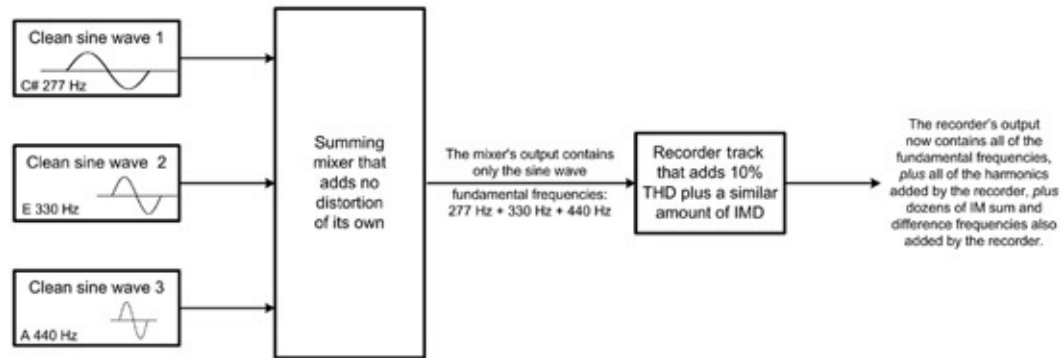 Clean sine wave 1
C# 277 Hz
Clean sine wave 2
E 330 Hz
Clean sine wave 3
A 440 Hz
Summing
mixer that
adds no
distortion
of its own
The mixer's output contains
only the sine wave
fundamental frequencies:
277 Hz + 330 Hz + 440 Hz
Recorder track
that adds 10%
THD plus a similar
amount of IMD
The recorder's output
now contains all of the
fundamental frequencies,
plus all of the harmonics
added by the recorder, plus
dozens of IM sum and
difference frequencies also
added by the recorder.